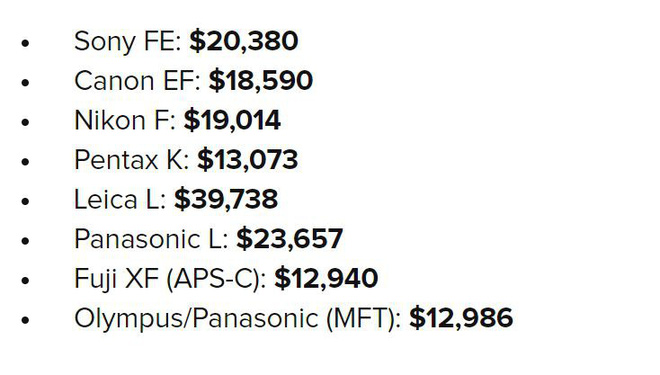 • Sony FE: $20,380
• Canon EF: $18,590
• Nikon F: $19,014
• Pentax K: $13,073
• Leica L: $39,738
• Panasonic L: $23,657
• Fuji XF (APS-C): $12,940
• Olympus/Panasonic (MFT): $12,986